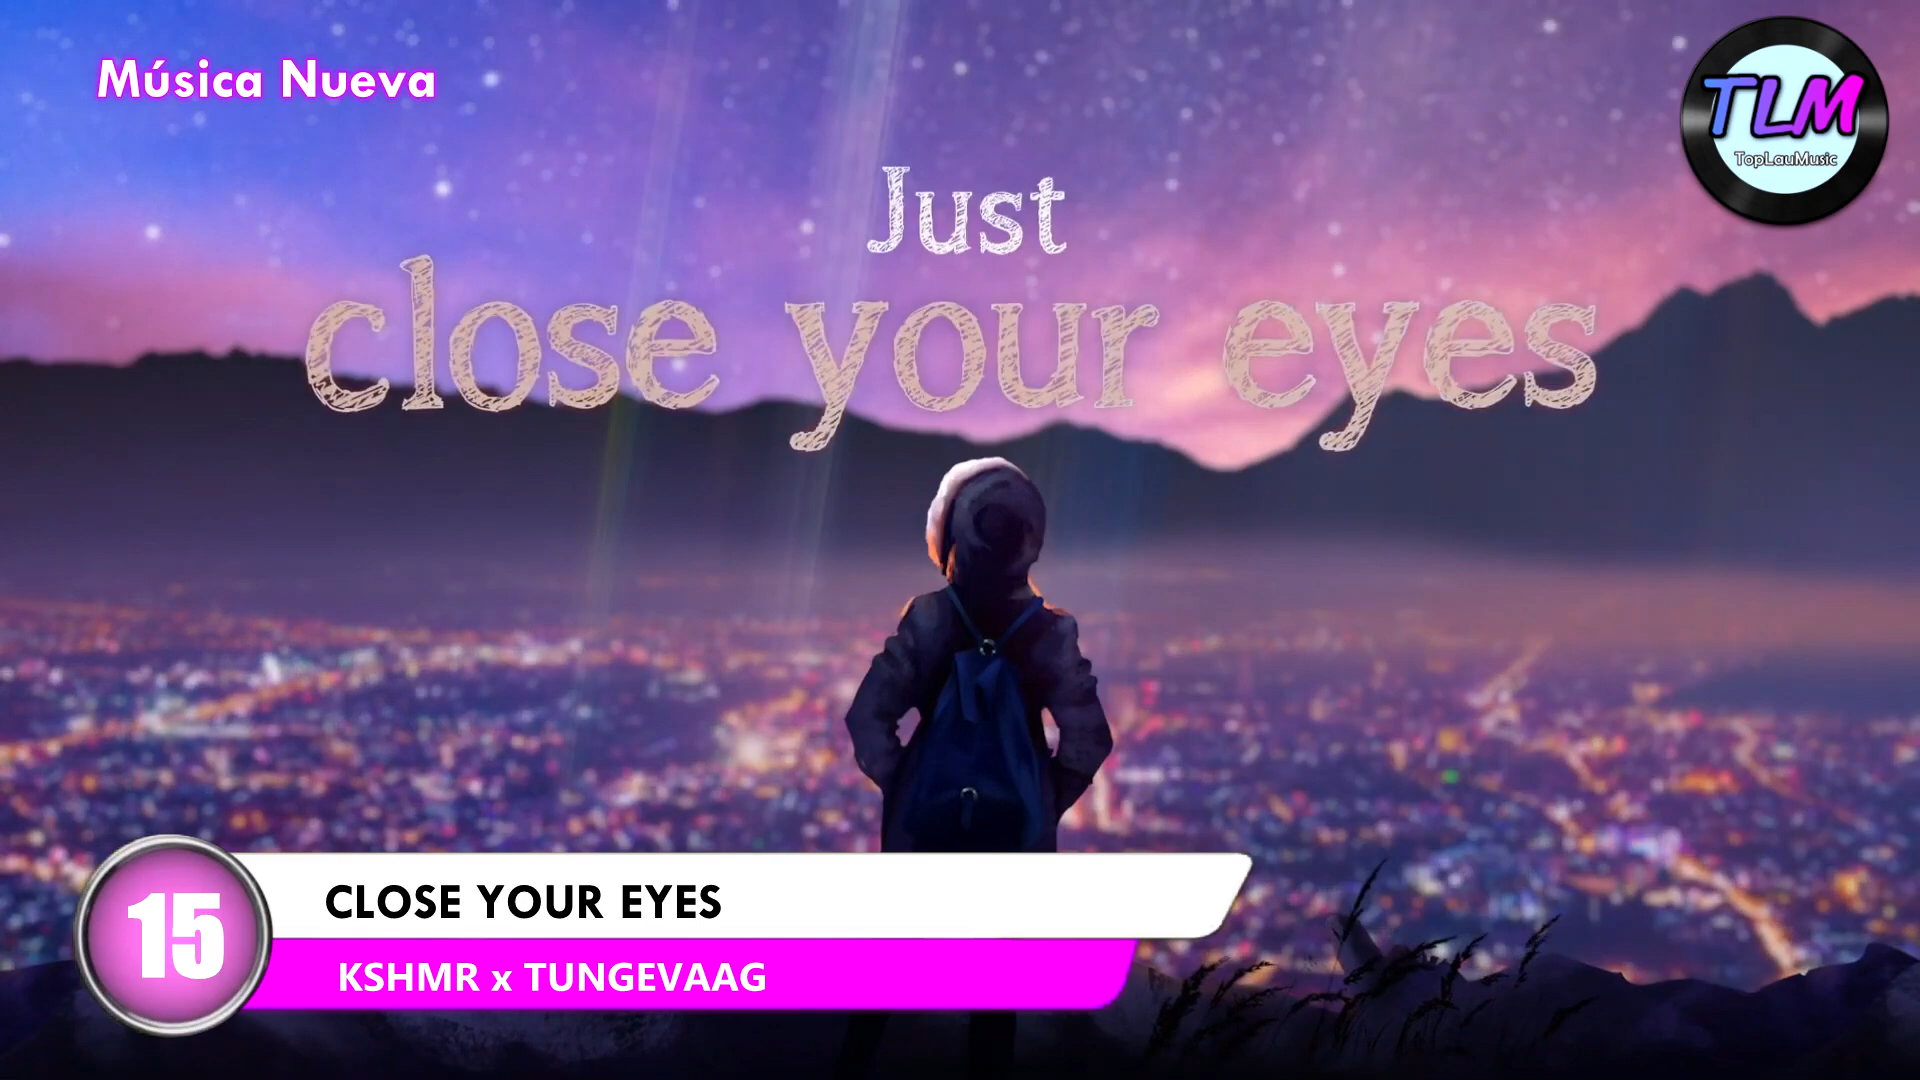 Música Nueva
TLM
TopLauMusic
Just
close your eyes
15
CLOSE YOUR EYES
KSHMR x TUNGEVAAG